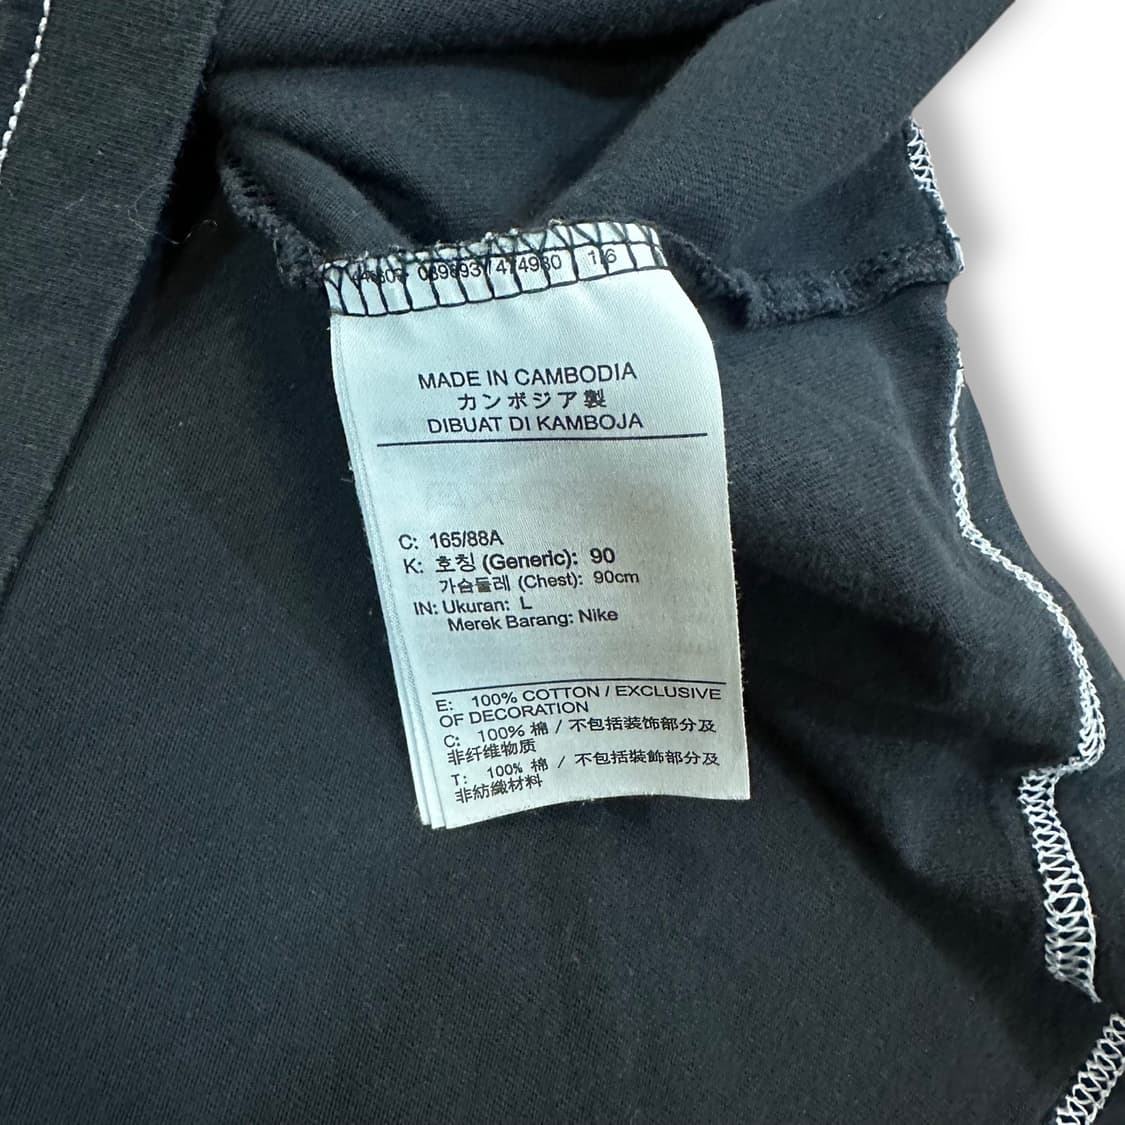 1/6
MADE IN CAMBODIA
カンボジア製
DIBUAT DI KAMBOJA
C: 165/88A
K: 호칭 (Generic): 90
가슴둘레 (Chest): 90cm
IN: Ukuran: L
Merek Barang: Nike
E: 100% COTTON / EXCLUSIVE
OF DECORATION
C: 100% 棉 / 不包括装饰部分及
非纤维物质
T: 100% 棉 / 不包括裝飾部分及
非紡織材料